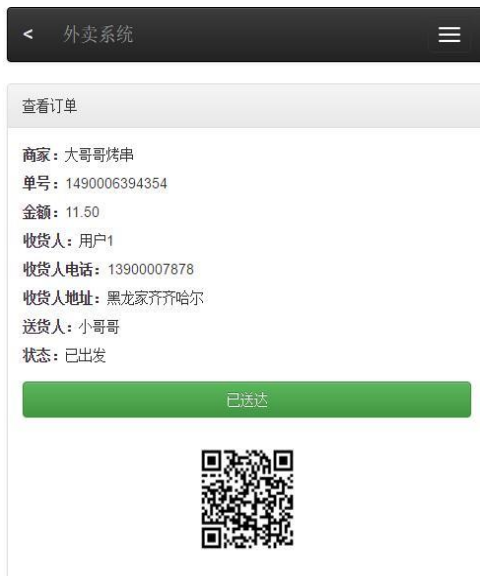 < 外卖系统
查看订单
商家：大哥哥烤串
单号：1490006394354
金额：11.50
收货人：用户1
收货人电话：13900007878
收货人地址：黑龙家齐齐哈尔
送货人：小哥哥
状态：已出发
已送达